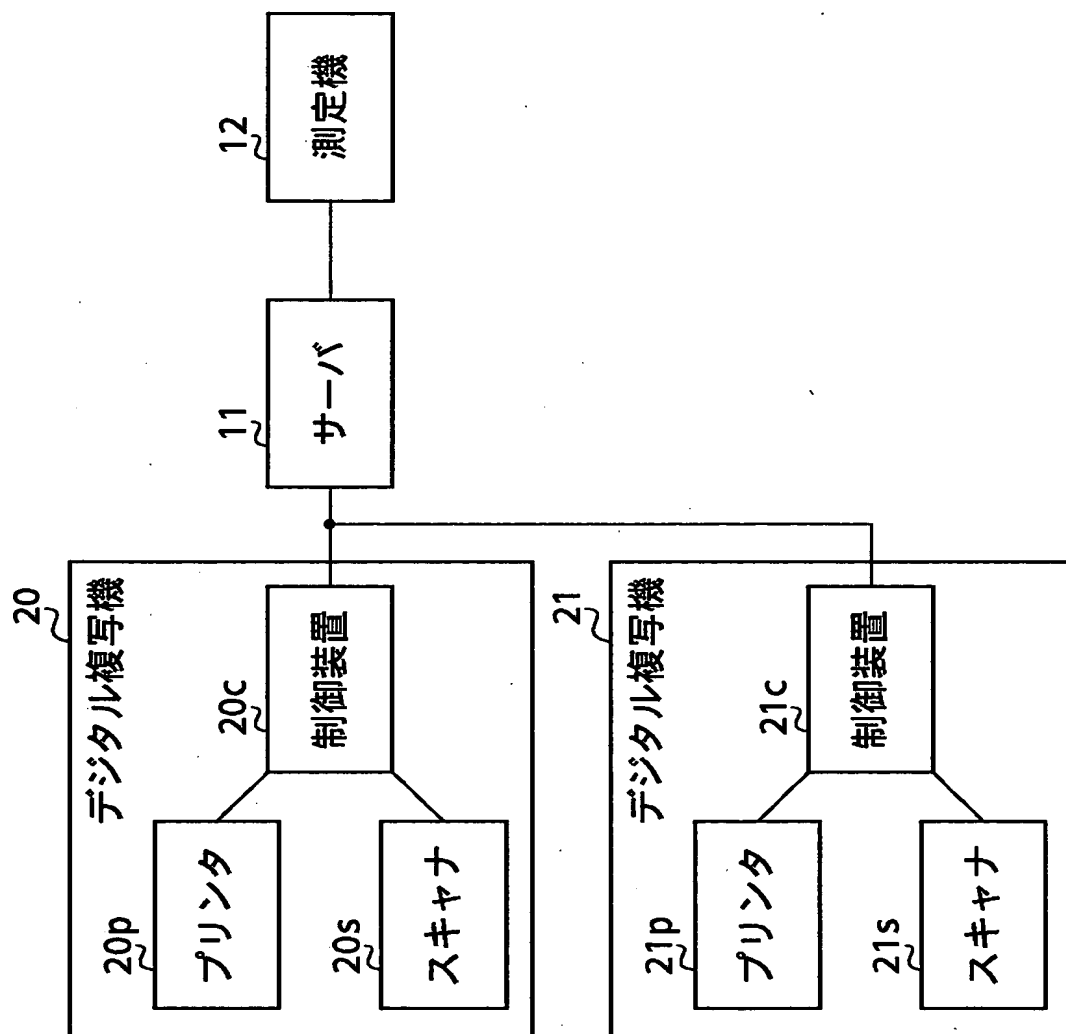 20
デジタル複写機
20p
プリンタ
20s
スキャナ
20c
制御装置
11
サーバ
12
測定機
21
デジタル複写機
21p
プリンタ
21s
スキャナ
21c
制御装置